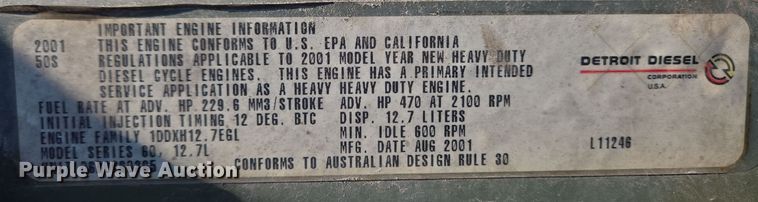 IMPORTANT ENGINE INFORMATION
2001 THIS ENGINE CONFORMS TO U.S. EPA AND CALIFORNIA
50S REGULATIONS APPLICABLE TO 2001 MODEL YEAR NEW HEAVY DUTY
DIESEL CYCLE ENGINES. THIS ENGINE HAS A PRIMARY INTENDED
SERVICE APPLICATION AS A HEAVY HEAVY DUTY ENGINE.
FUEL RATE AT ADV. HP 229.6 MM3/STROKE ADV. HP 470 AT 2100 RPM
INITIAL INJECTION TIMING 12 DEG. BTC DISP. 12.7 LITERS
ENGINE FAMILY 1DDXH12.7EGL MIN. IDLE 600 RPM
MODEL SERIES 60, 12.7L MFG. DATE AUG 2001 L11246
CONFORMS TO AUSTRALIAN DESIGN RULE 30
DETROIT DIESEL
CORPORATION
U.S.A.
Purple Wave Auction